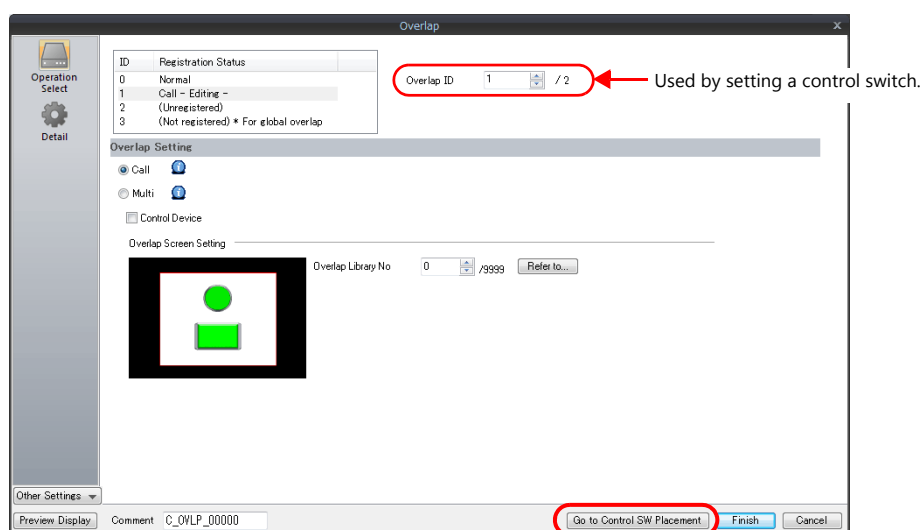 Overlap x
Operation
Select
Detail
ID Registration Status
0 Normal
1 Call - Editing -
2 (Unregistered)
3 (Not registered) * For global overlap
Overlap ID 1 / 2
Used by setting a control switch.
Overlap Setting
Call
Multi
Control Device
Overlap Screen Setting
Overlap Library No 0 /9999 Refer to...
Other Settings
Preview Display Comment C_OVLP_00000 Go to Control SW Placement Finish Cancel